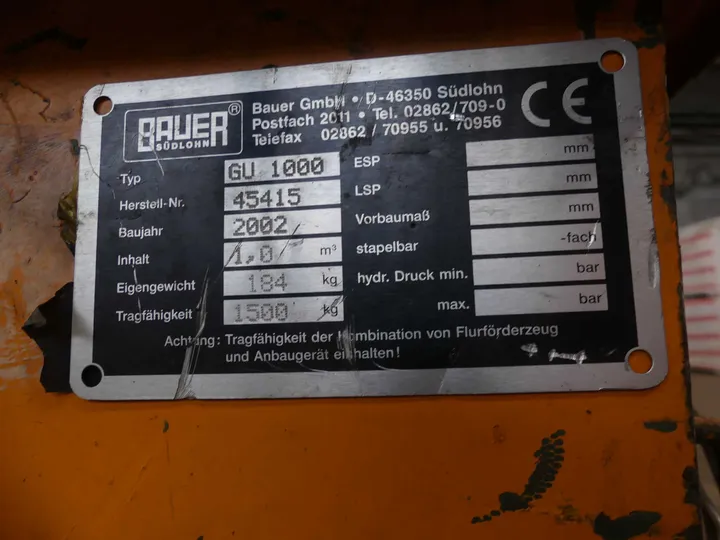 BAUER ®
SÜDLOHN
Bauer GmbH • D-46350 Südlohn
Postfach 2011 • Tel. 02862/709-0
Telefax 02862 / 70955 u. 70956
CE
Typ GU 1000
Herstell-Nr. 45415
Baujahr 2002
Inhalt 1,0 m³
Eigengewicht 184 kg
Tragfähigkeit 1500 kg
ESP mm
LSP mm
Vorbaumaß mm
stapelbar -fach
hydr. Druck min. bar
max. bar
Achtung: Tragfähigkeit der Kombination von Flurförderzeug
und Anbaugerät einhalten!